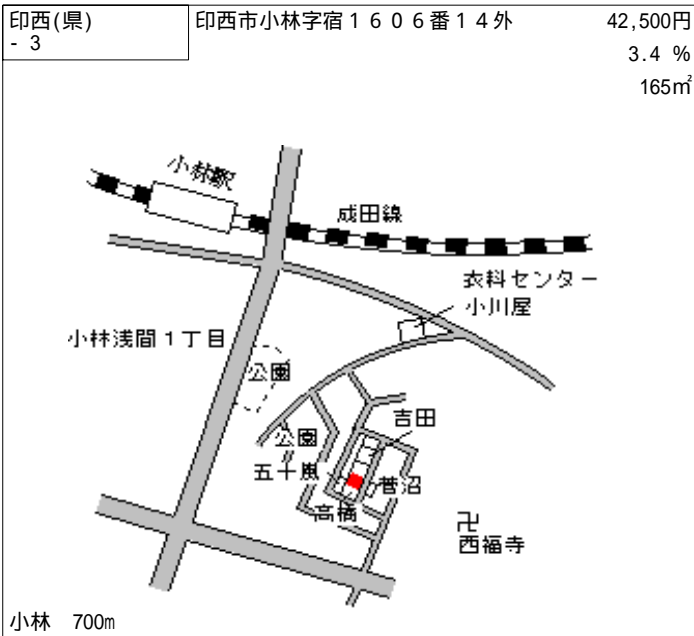 印西(県)
- 3
印西市小林字宿1606番14外
42,500円
3.4 %
165㎡
小林駅
成田線
衣料センター
小川屋
小林浅間1丁目
公園
吉田
公園
五十嵐
菅沼
高橋
卍
西福寺
小林 700m